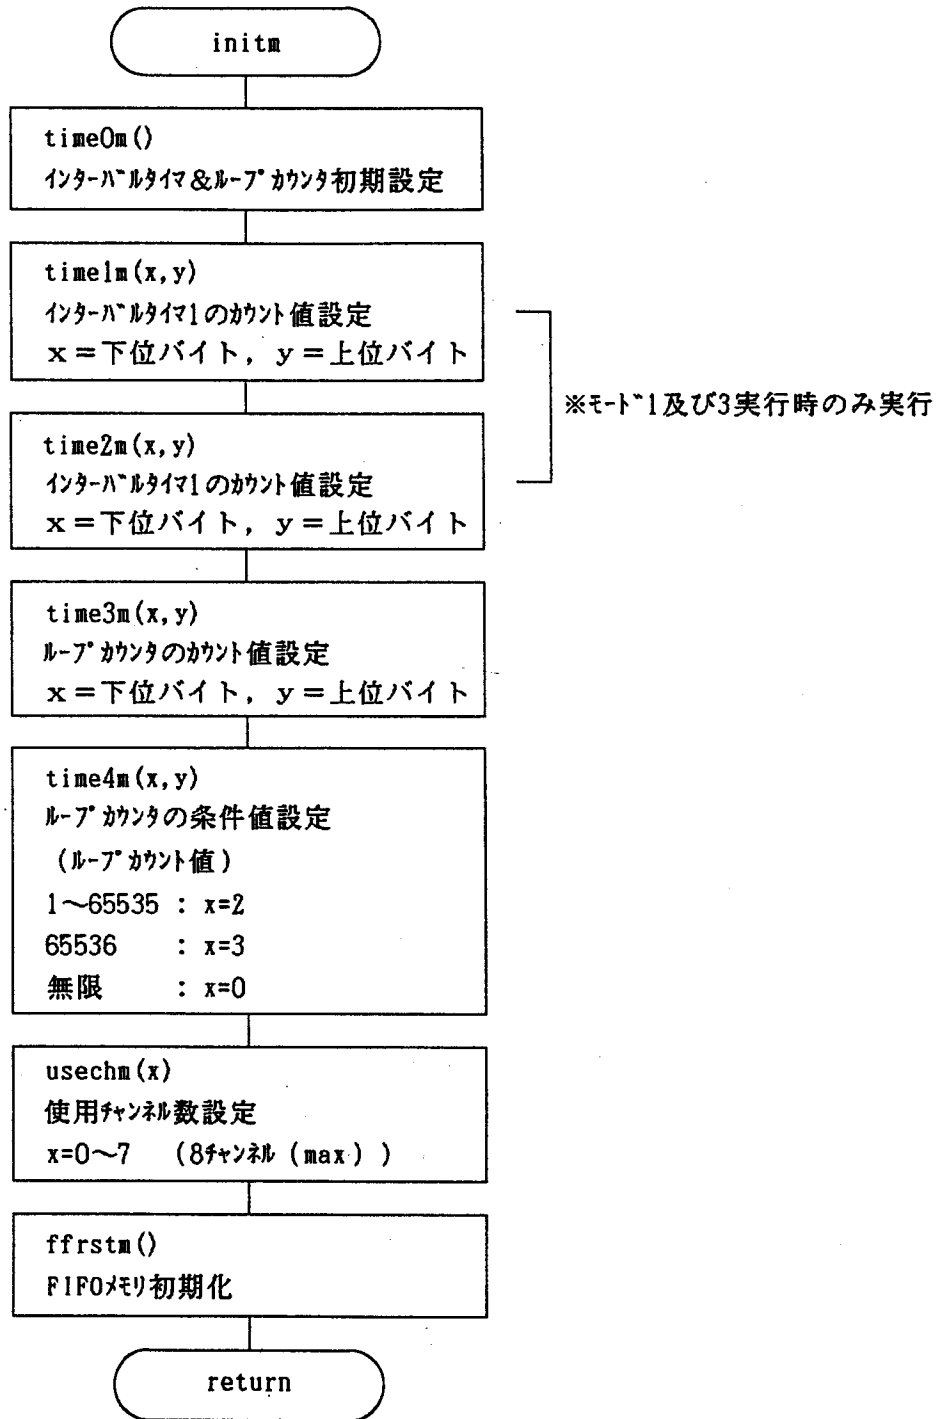 initm
time0m()
インターバルタイマ&ループカウンタ初期設定
time1m(x,y)
インターバルタイマ1のカウント値設定
x=下位バイト, y=上位バイト
※モード1及び3実行時のみ実行
time2m(x,y)
インターバルタイマ1のカウント値設定
x=下位バイト, y=上位バイト
time3m(x,y)
ループカウンタのカウント値設定
x=下位バイト, y=上位バイト
time4m(x,y)
ループカウンタの条件値設定
(ループカウント値)
1~65535 : x=2
65536 : x=3
無限 : x=0
usechm(x)
使用チャンネル数設定
x=0~7 (8チャンネル(max))
ffrstm()
FIFOメモリ初期化
return